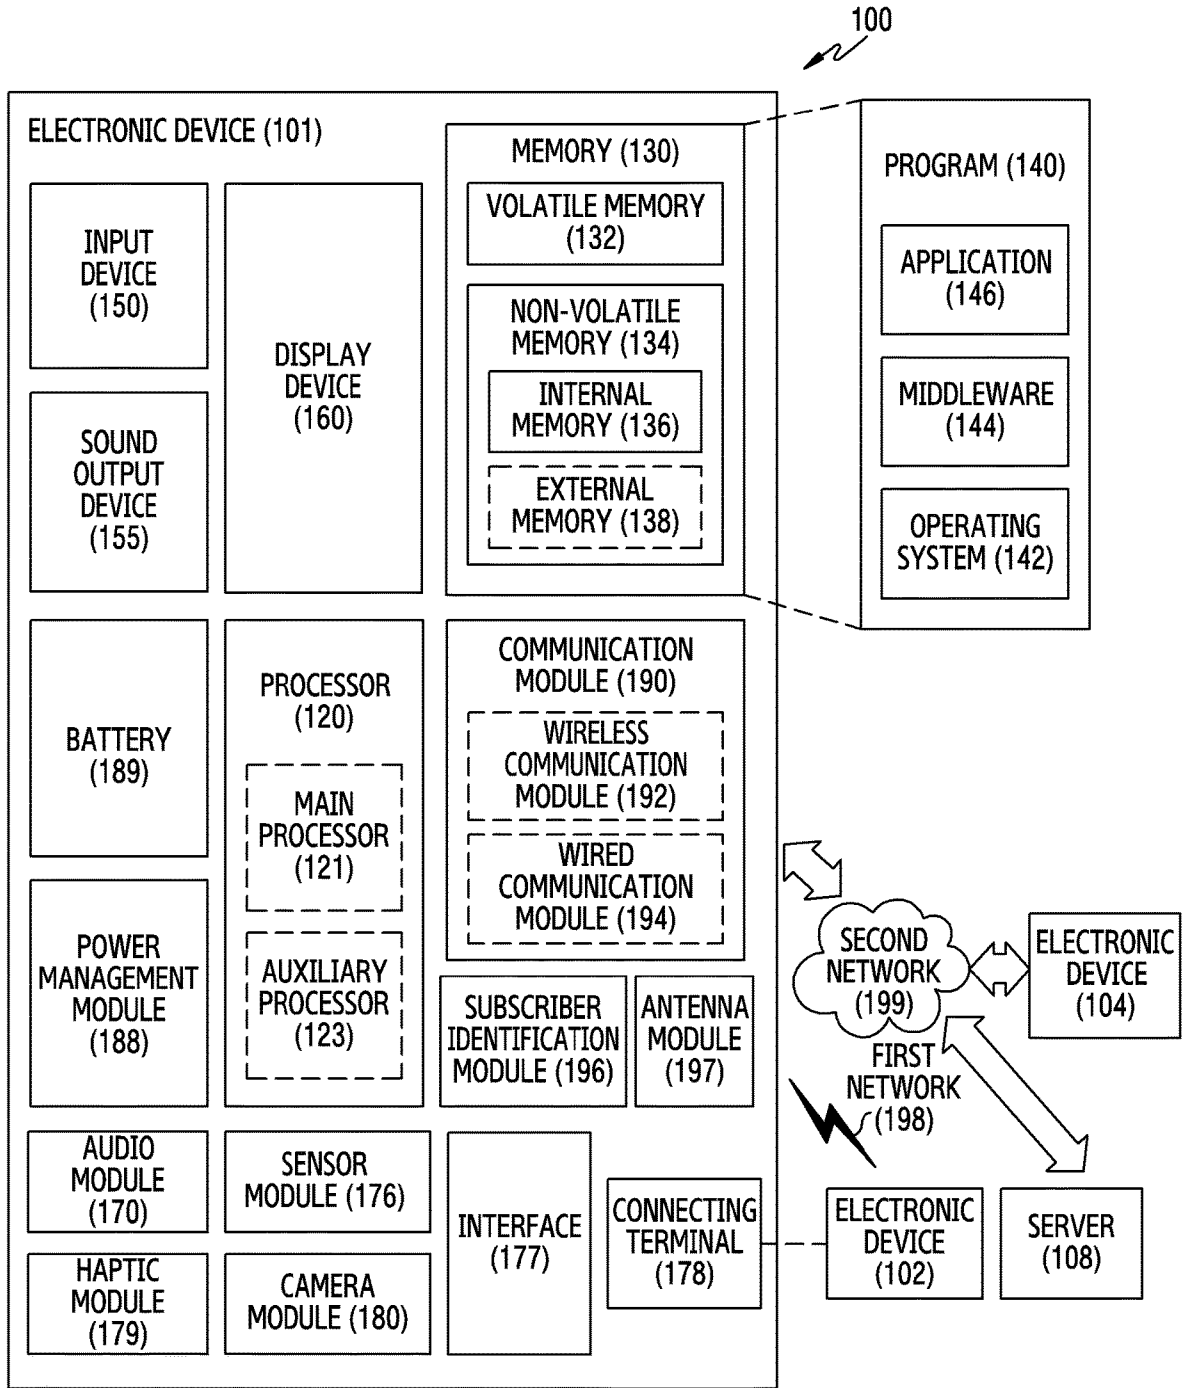 100
ELECTRONIC DEVICE (101)
INPUT
DEVICE
(150)
SOUND
OUTPUT
DEVICE
(155)
DISPLAY
DEVICE
(160)
MEMORY (130)
VOLATILE MEMORY
(132)
NON-VOLATILE
MEMORY (134)
INTERNAL
MEMORY (136)
EXTERNAL
MEMORY (138)
PROGRAM (140)
APPLICATION
(146)
MIDDLEWARE
(144)
OPERATING
SYSTEM (142)
BATTERY
(189)
POWER
MANAGEMENT
MODULE
(188)
PROCESSOR
(120)
MAIN
PROCESSOR
(121)
AUXILIARY
PROCESSOR
(123)
COMMUNICATION
MODULE (190)
WIRELESS
COMMUNICATION
MODULE (192)
WIRED
COMMUNICATION
MODULE (194)
SUBSCRIBER
IDENTIFICATION
MODULE (196)
ANTENNA
MODULE
(197)
SECOND
NETWORK
(199)
ELECTRONIC
DEVICE
(104)
FIRST
NETWORK
(198)
AUDIO
MODULE
(170)
SENSOR
MODULE (176)
HAPTIC
MODULE
(179)
CAMERA
MODULE (180)
INTERFACE
(177)
CONNECTING
TERMINAL
(178)
ELECTRONIC
DEVICE
(102)
SERVER
(108)